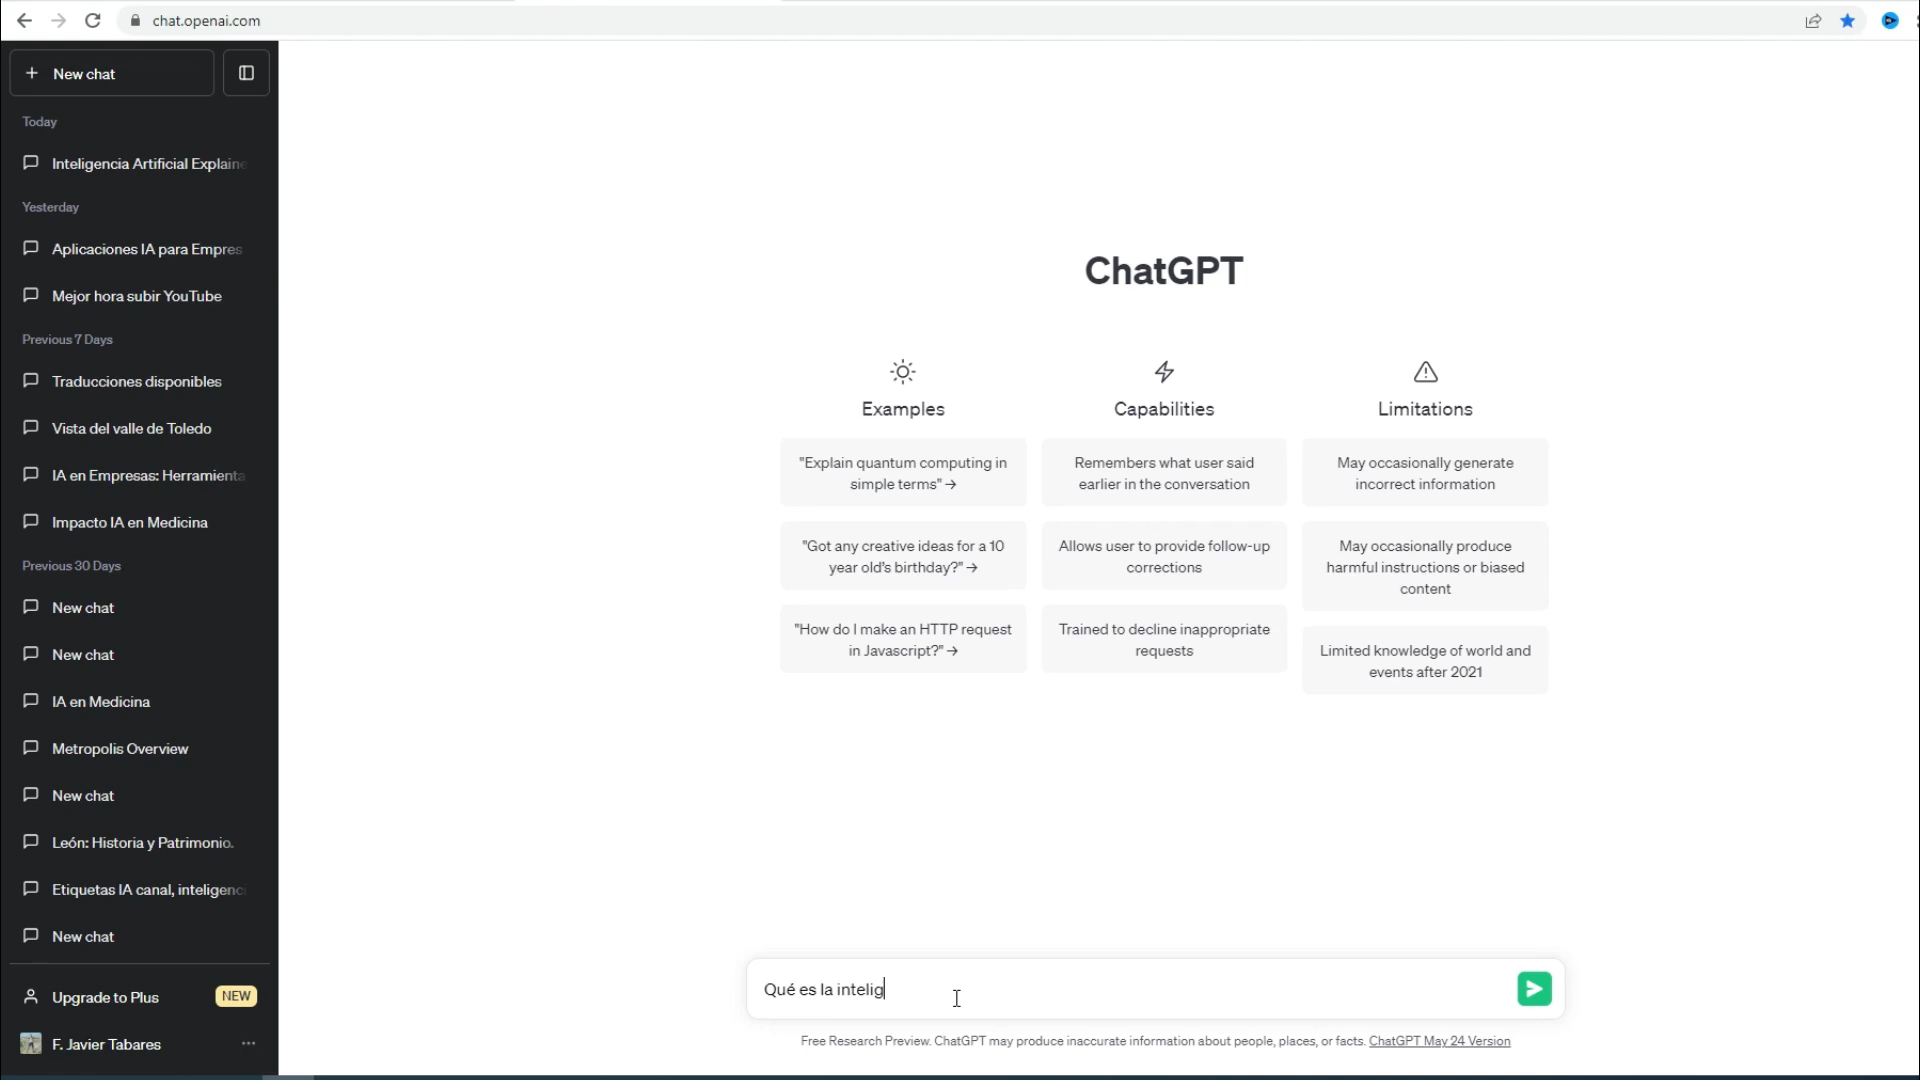 chat.openai.com
New chat
Today
Inteligencia Artificial Explaine
Yesterday
Aplicaciones IA para Empres
Mejor hora subir YouTube
Previous 7 Days
Traducciones disponibles
Vista del valle de Toledo
IA en Empresas: Herramienta
Impacto IA en Medicina
Previous 30 Days
New chat
New chat
IA en Medicina
Metropolis Overview
New chat
León: Historia y Patrimonio.
Etiquetas IA canal, inteligenci
New chat
Upgrade to Plus
NEW
F. Javier Tabares
ChatGPT
Examples
"Explain quantum computing in
simple terms" →
"Got any creative ideas for a 10
year old's birthday?" →
"How do I make an HTTP request
in Javascript?" →
Capabilities
Remembers what user said
earlier in the conversation
Allows user to provide follow-up
corrections
Trained to decline inappropriate
requests
Limitations
May occasionally generate
incorrect information
May occasionally produce
harmful instructions or biased
content
Limited knowledge of world and
events after 2021
Qué es la intelig
Free Research Preview. ChatGPT may produce inaccurate information about people, places, or facts. ChatGPT May 24 Version